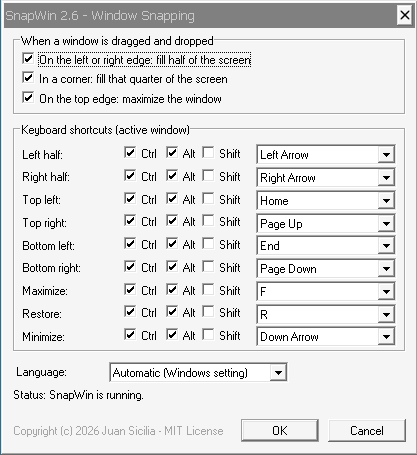 SnapWin 2.6 - Window Snapping
When a window is dragged and dropped
On the left or right edge: fill half of the screen
In a corner: fill that quarter of the screen
On the top edge: maximize the window
Keyboard shortcuts (active window)
Left half: Ctrl Alt Shift Left Arrow
Right half: Ctrl Alt Shift Right Arrow
Top left: Ctrl Alt Shift Home
Top right: Ctrl Alt Shift Page Up
Bottom left: Ctrl Alt Shift End
Bottom right: Ctrl Alt Shift Page Down
Maximize: Ctrl Alt Shift F
Restore: Ctrl Alt Shift R
Minimize: Ctrl Alt Shift Down Arrow
Language: Automatic (Windows setting)
Status: SnapWin is running.
Copyright (c) 2026 Juan Sicilia - MIT License OK Cancel